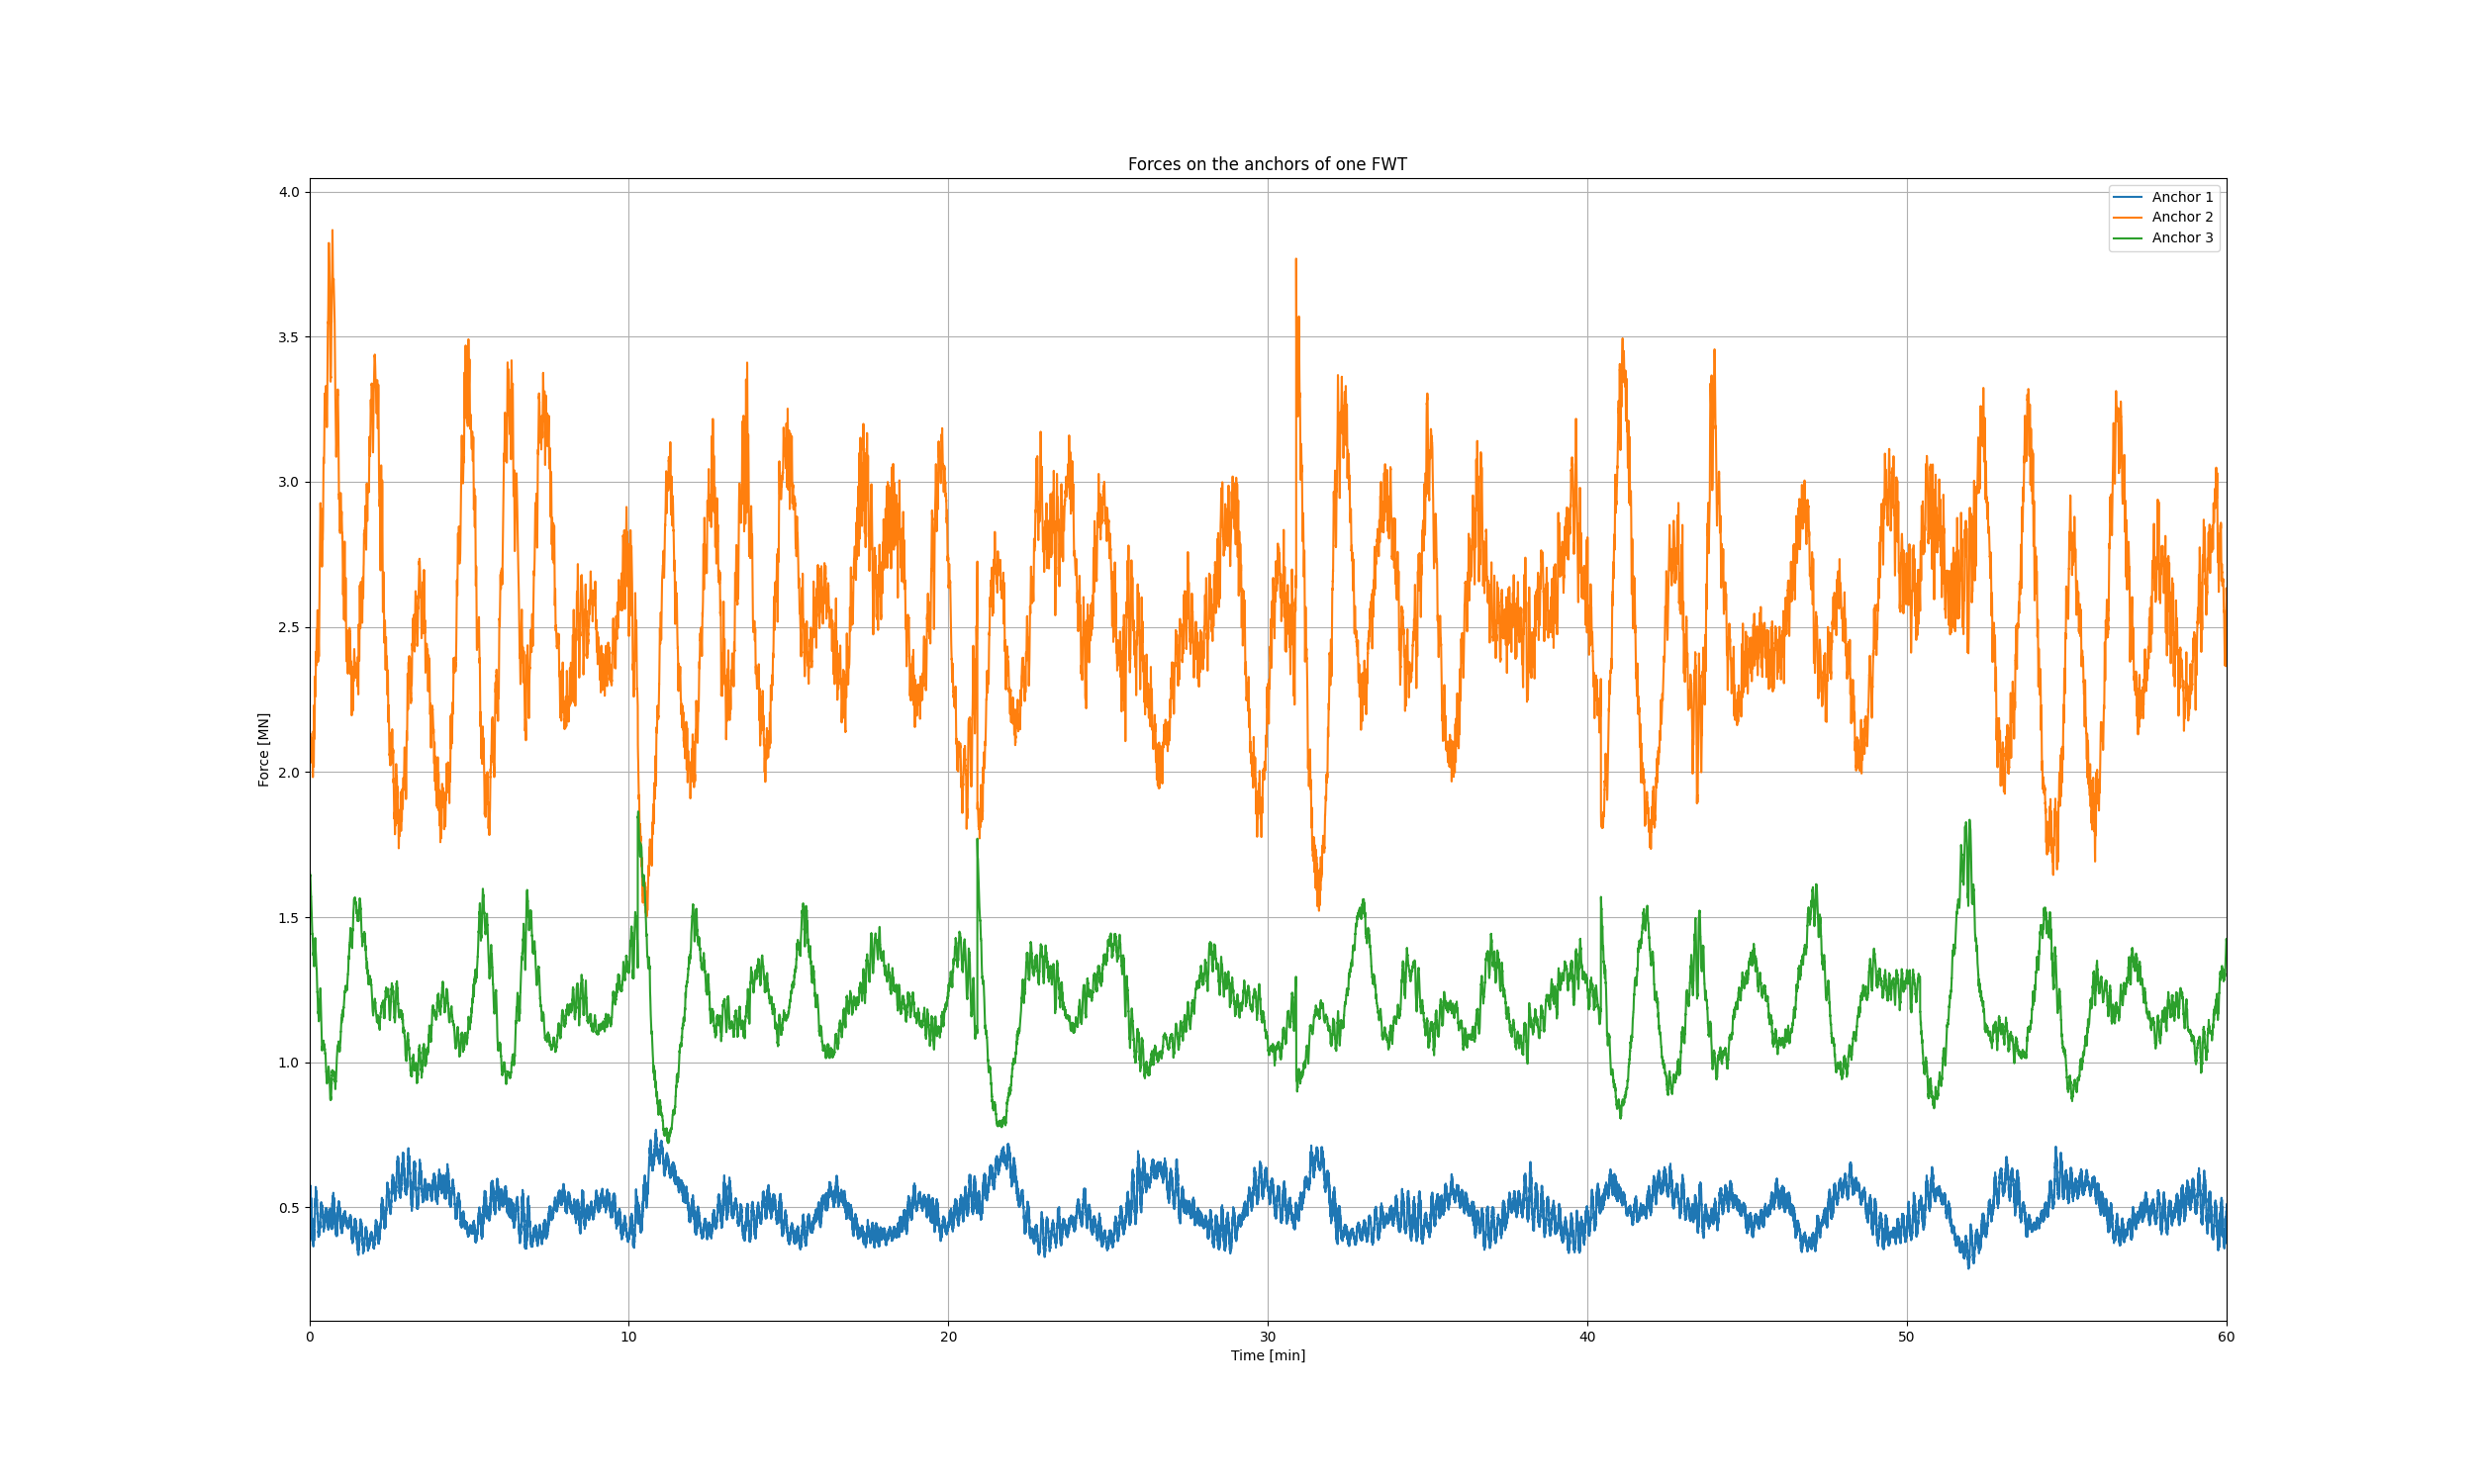 Forces on the anchors of one FWT
4.0
3.5
3.0
2.5
2.0
1.5
1.0
0.5
Force [MN]
Anchor 1
Anchor 2
Anchor 3
0 10 20 30 40 50 60
Time [min]